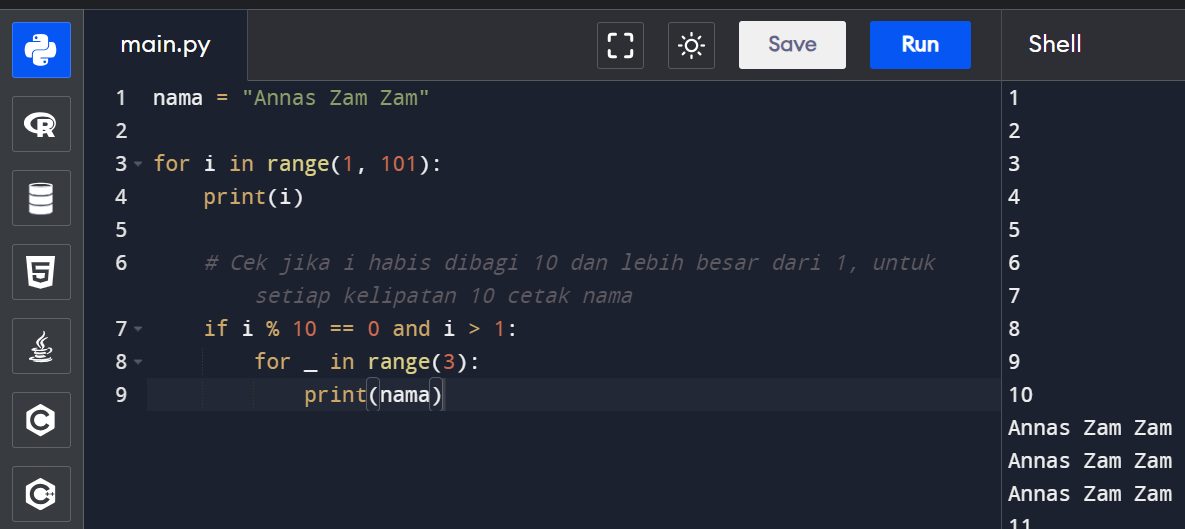 main.py
Save
Run
Shell
1 nama = "Annas Zam Zam"
2
3 for i in range(1, 101):
4 print(i)
5
6 # Cek jika i habis dibagi 10 dan lebih besar dari 1, untuk
setiap kelipatan 10 cetak nama
7 if i % 10 == 0 and i > 1:
8 for _ in range(3):
9 print(nama)
1
2
3
4
5
6
7
8
9
10
Annas Zam Zam
Annas Zam Zam
Annas Zam Zam
11
R
5
C
C++